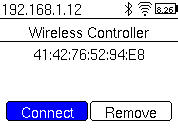 192.168.1.12 8.26
Wireless Controller
41:42:76:52:94:E8
Connect Remove